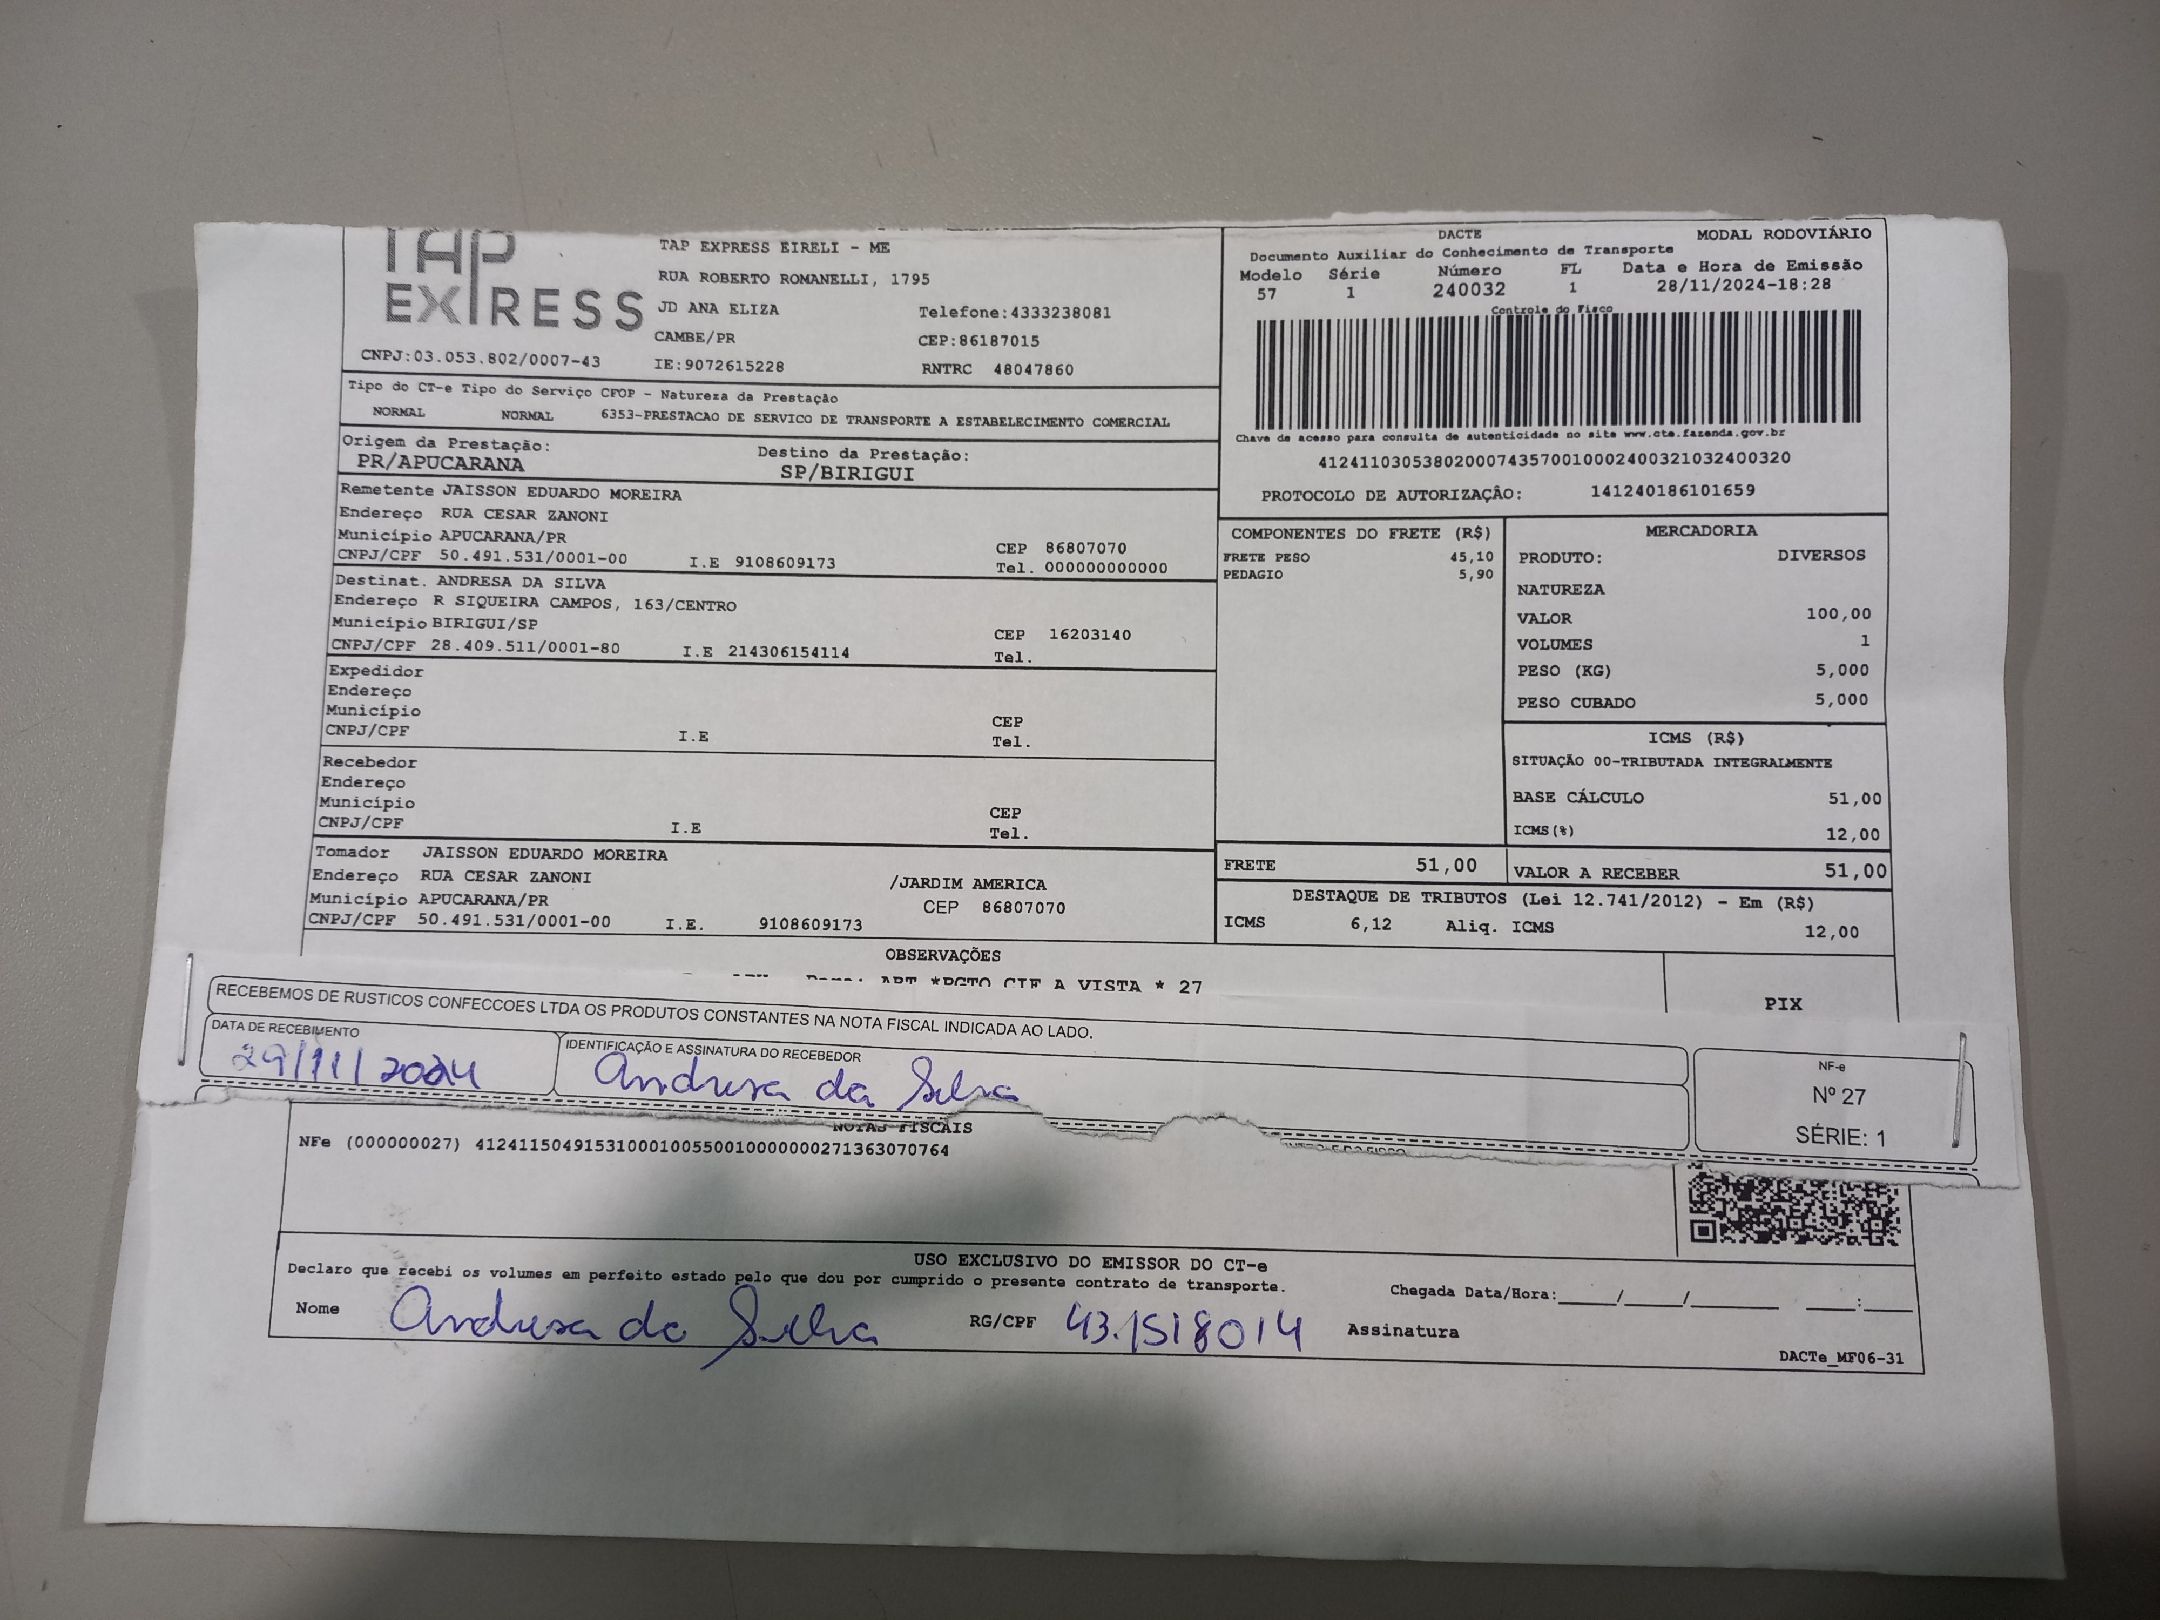 TAP EXPRESS
TAP EXPRESS EIRELI - ME
RUA ROBERTO ROMANELLI, 1795
JD ANA ELIZA Telefone:4333238081
CAMBE/PR CEP:86187015
CNPJ:03.053.802/0007-43 IE:9072615228 RNTRC 48047860
Tipo do CT-e Tipo do Serviço CFOP - Natureza da Prestação
NORMAL NORMAL 6353-PRESTACAO DE SERVICO DE TRANSPORTE A ESTABELECIMENTO COMERCIAL
Origem da Prestação: Destino da Prestação:
PR/APUCARANA SP/BIRIGUI
DACTE MODAL RODOVIÁRIO
Documento Auxiliar do Conhecimento de Transporte
Modelo Série Número FL Data e Hora de Emissão
57 1 240032 1 28/11/2024-18:28
Controle do Fisco
Chave de acesso para consulta de autenticidade no site www.cte.fazenda.gov.br
41241103053802000743570010002400321032400320
PROTOCOLO DE AUTORIZAÇÂO: 141240186101659
Remetente JAISSON EDUARDO MOREIRA
Endereço RUA CESAR ZANONI
Município APUCARANA/PR CEP 86807070
CNPJ/CPF 50.491.531/0001-00 I.E 9108609173 Tel. 000000000000
Destinat. ANDRESA DA SILVA
Endereço R SIQUEIRA CAMPOS, 163/CENTRO
Município BIRIGUI/SP CEP 16203140
CNPJ/CPF 28.409.511/0001-80 I.E 214306154114 Tel.
Expedidor
Endereço
Município CEP
CNPJ/CPF I.E Tel.
Recebedor
Endereço
Município CEP
CNPJ/CPF I.E Tel.
Tomador JAISSON EDUARDO MOREIRA
Endereço RUA CESAR ZANONI /JARDIM AMERICA
Município APUCARANA/PR CEP 86807070
CNPJ/CPF 50.491.531/0001-00 I.E. 9108609173
COMPONENTES DO FRETE (R$)
FRETE PESO 45,10
PEDAGIO 5,90
MERCADORIA
PRODUTO: DIVERSOS
NATUREZA
VALOR 100,00
VOLUMES 1
PESO (KG) 5,000
PESO CUBADO 5,000
ICMS (R$)
SITUAÇÃO 00-TRIBUTADA INTEGRALMENTE
BASE CÁLCULO 51,00
ICMS(%) 12,00
FRETE 51,00 VALOR A RECEBER 51,00
DESTAQUE DE TRIBUTOS (Lei 12.741/2012) - Em (R$)
ICMS 6,12 Aliq. ICMS 12,00
OBSERVAÇÕES
*PGTO CIF A VISTA * 27
PIX
RECEBEMOS DE RUSTICOS CONFECCOES LTDA OS PRODUTOS CONSTANTES NA NOTA FISCAL INDICADA AO LADO.
DATA DE RECEBIMENTO IDENTIFICAÇÃO E ASSINATURA DO RECEBEDOR
29/11/2024 Andresa da Silva
NF-e
Nº 27
SÉRIE: 1
NOTAS FISCAIS
NFe (000000027) 41241150491531000100550010000000271363070764
USO EXCLUSIVO DO EMISSOR DO CT-e
Declaro que recebi os volumes em perfeito estado pelo que dou por cumprido o presente contrato de transporte.
Chegada Data/Hora:____/____/______ ___:___
Nome Andresa da Silva RG/CPF 43.1518014 Assinatura
DACTe_MF06-31